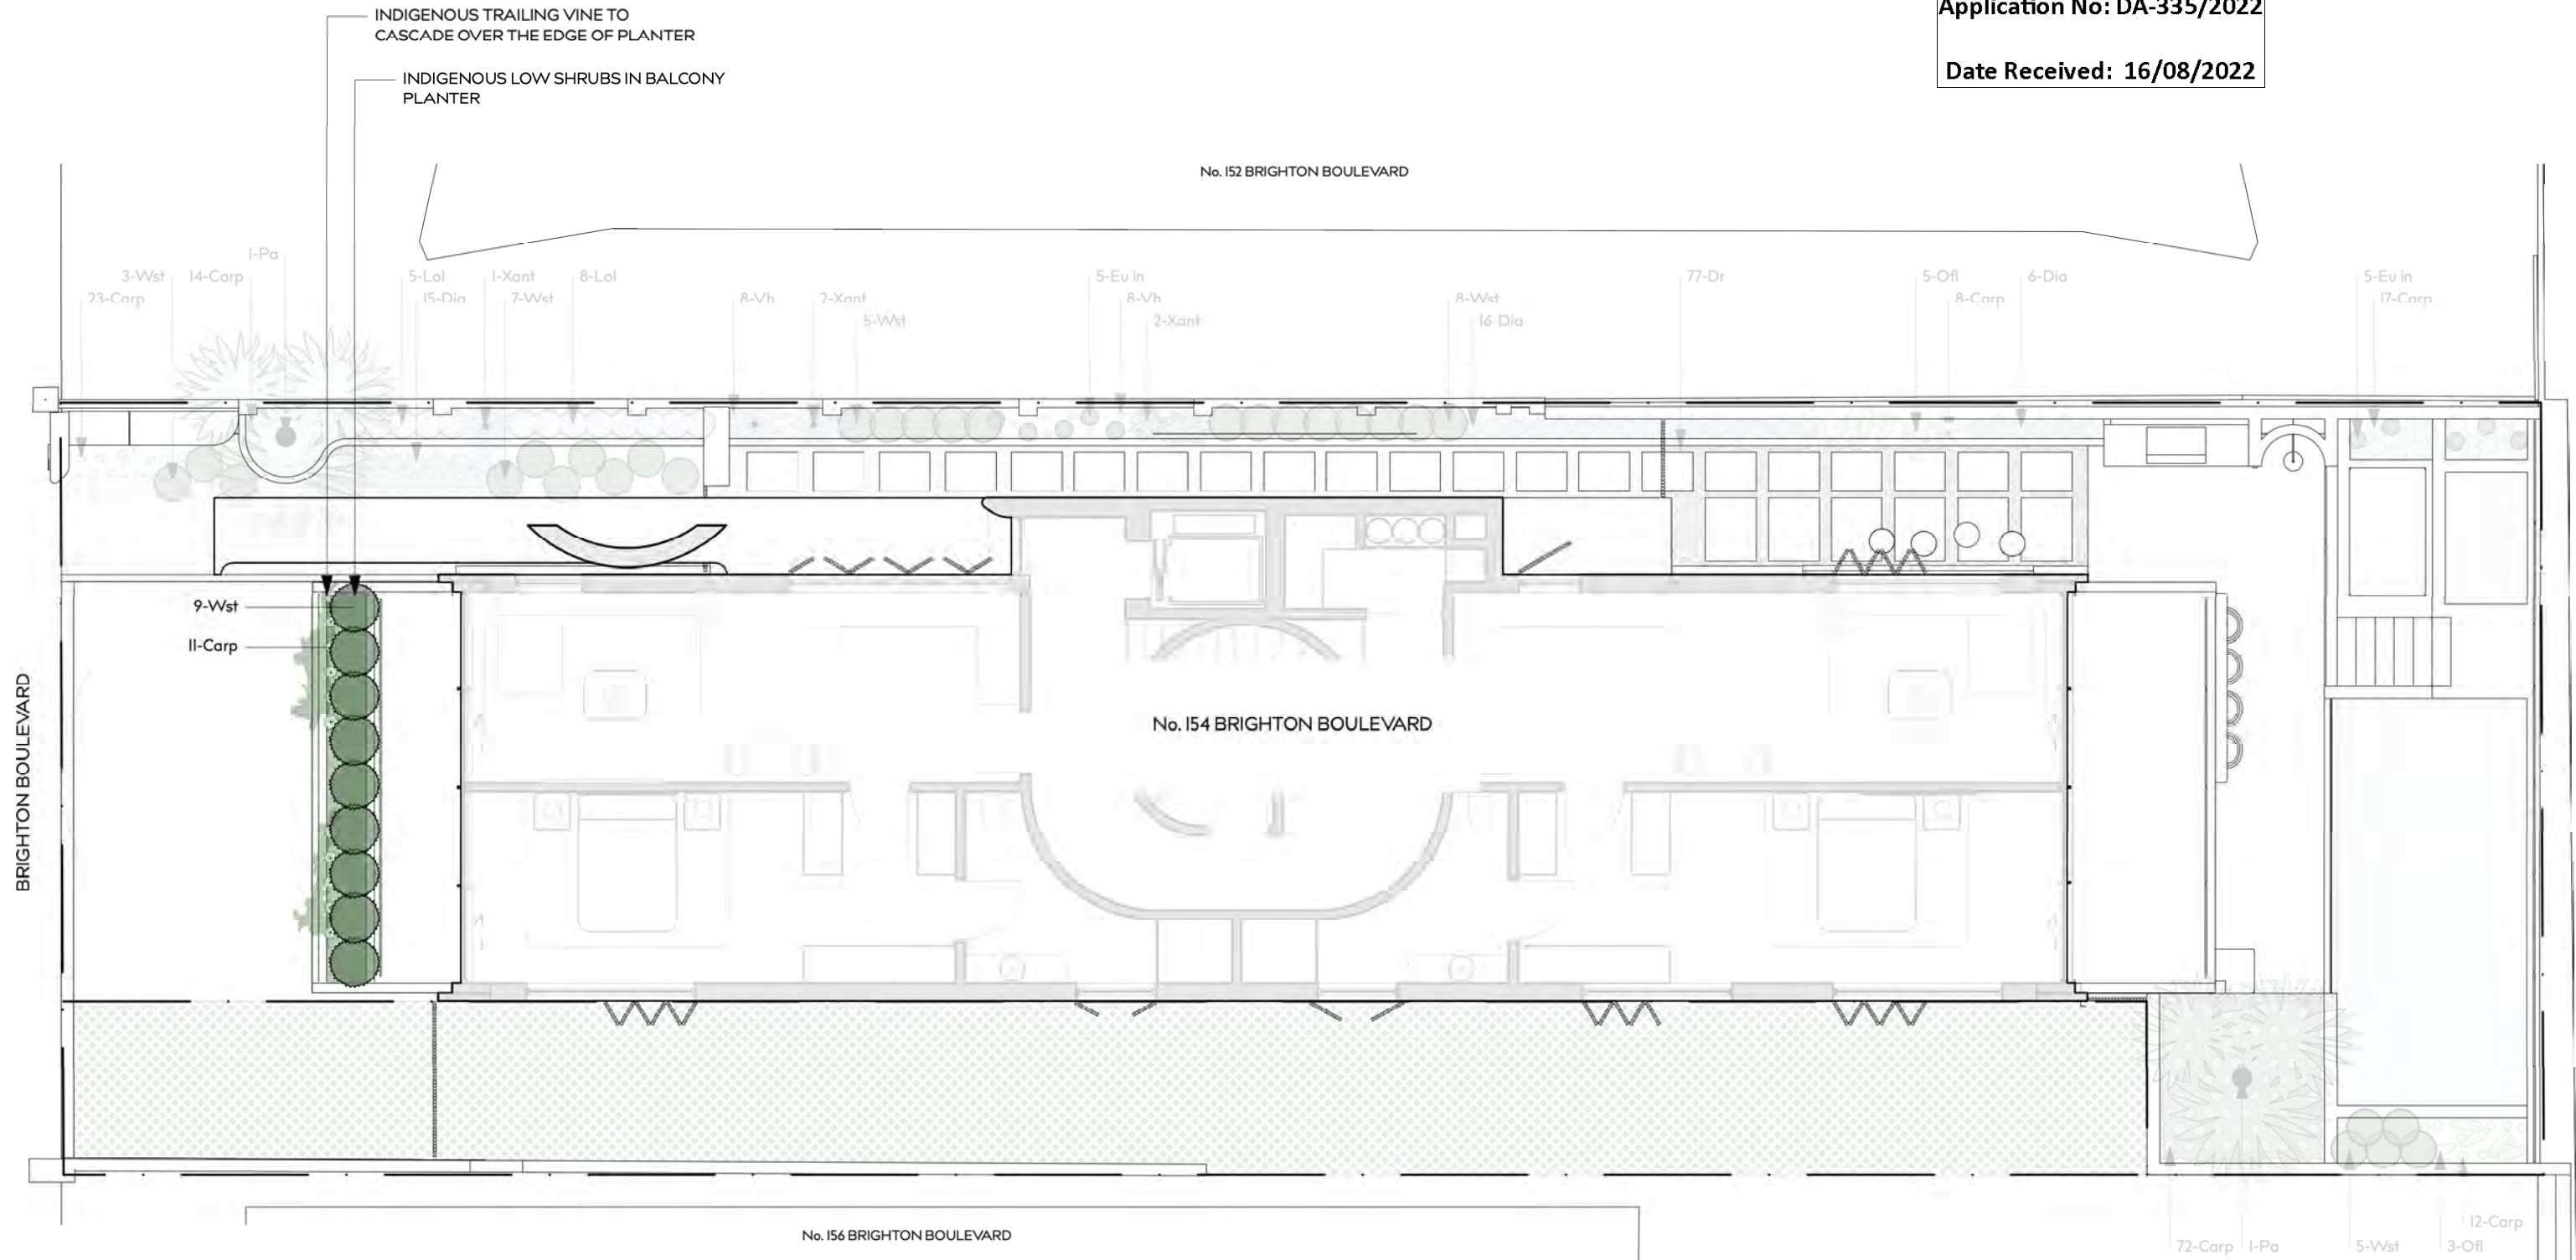 INDIGENOUS TRAILING VINE TO
CASCADE OVER THE EDGE OF PLANTER
INDIGENOUS LOW SHRUBS IN BALCONY
PLANTER
Application No: DA-335/2022
Date Received: 16/08/2022
No. 152 BRIGHTON BOULEVARD
1-Pa
3-Wst
14-Carp
23-Carp
5-Lol
1-Xant
8-Lol
15-Dia
7-Wst
8-Vh
2-Xant
5-Wst
5-Eu in
8-Vh
2-Xant
8-Wst
16-Dia
77-Dr
5-Ofl
6-Dia
8-Carp
5-Eu in
17-Carp
9-Wst
11-Carp
BRIGHTON BOULEVARD
No. 154 BRIGHTON BOULEVARD
No. 156 BRIGHTON BOULEVARD
12-Carp
72-Carp
1-Pa
5-Wst
3-Ofl